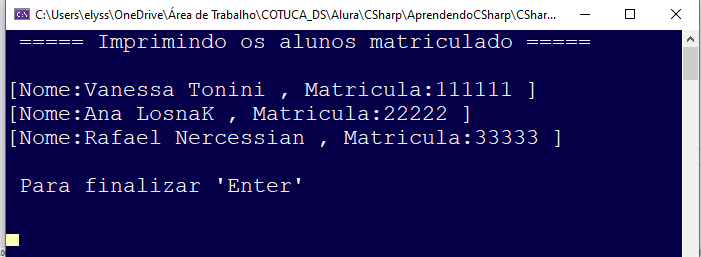 C:\Users\elyss\OneDrive\Área de Trabalho\COTUCA_DS\Alura\CSharp\AprendendoCSharp\CShar...
===== Imprimindo os alunos matriculado =====
[Nome:Vanessa Tonini , Matricula:111111 ]
[Nome:Ana LosnaK , Matricula:22222 ]
[Nome:Rafael Nercessian , Matricula:33333 ]
Para finalizar 'Enter'